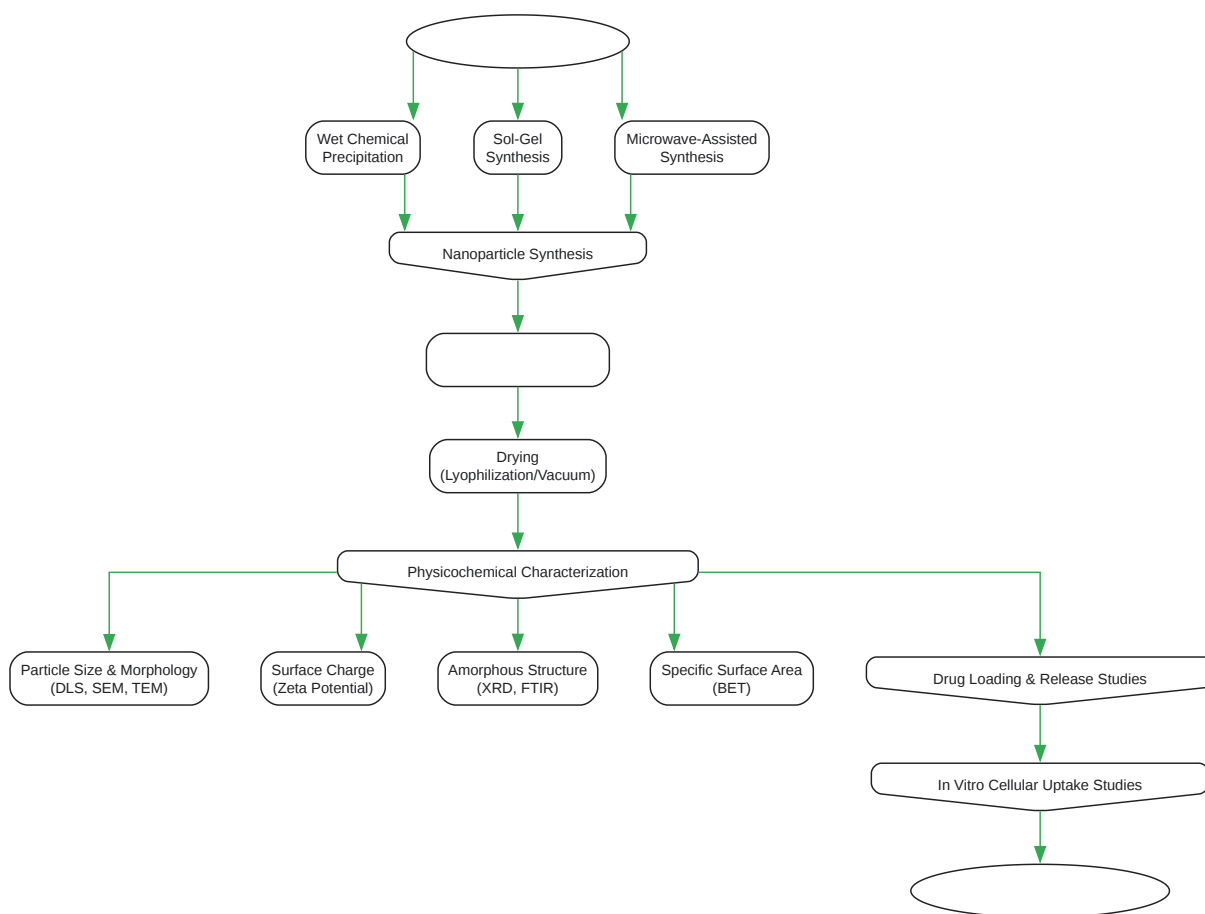 Wet Chemical
Precipitation
Sol-Gel
Synthesis
Microwave-Assisted
Synthesis
Nanoparticle Synthesis
Drying
(Lyophilization/Vacuum)
Physicochemical Characterization
Particle Size & Morphology
(DLS, SEM, TEM)
Surface Charge
(Zeta Potential)
Amorphous Structure
(XRD, FTIR)
Specific Surface Area
(BET)
Drug Loading & Release Studies
In Vitro Cellular Uptake Studies